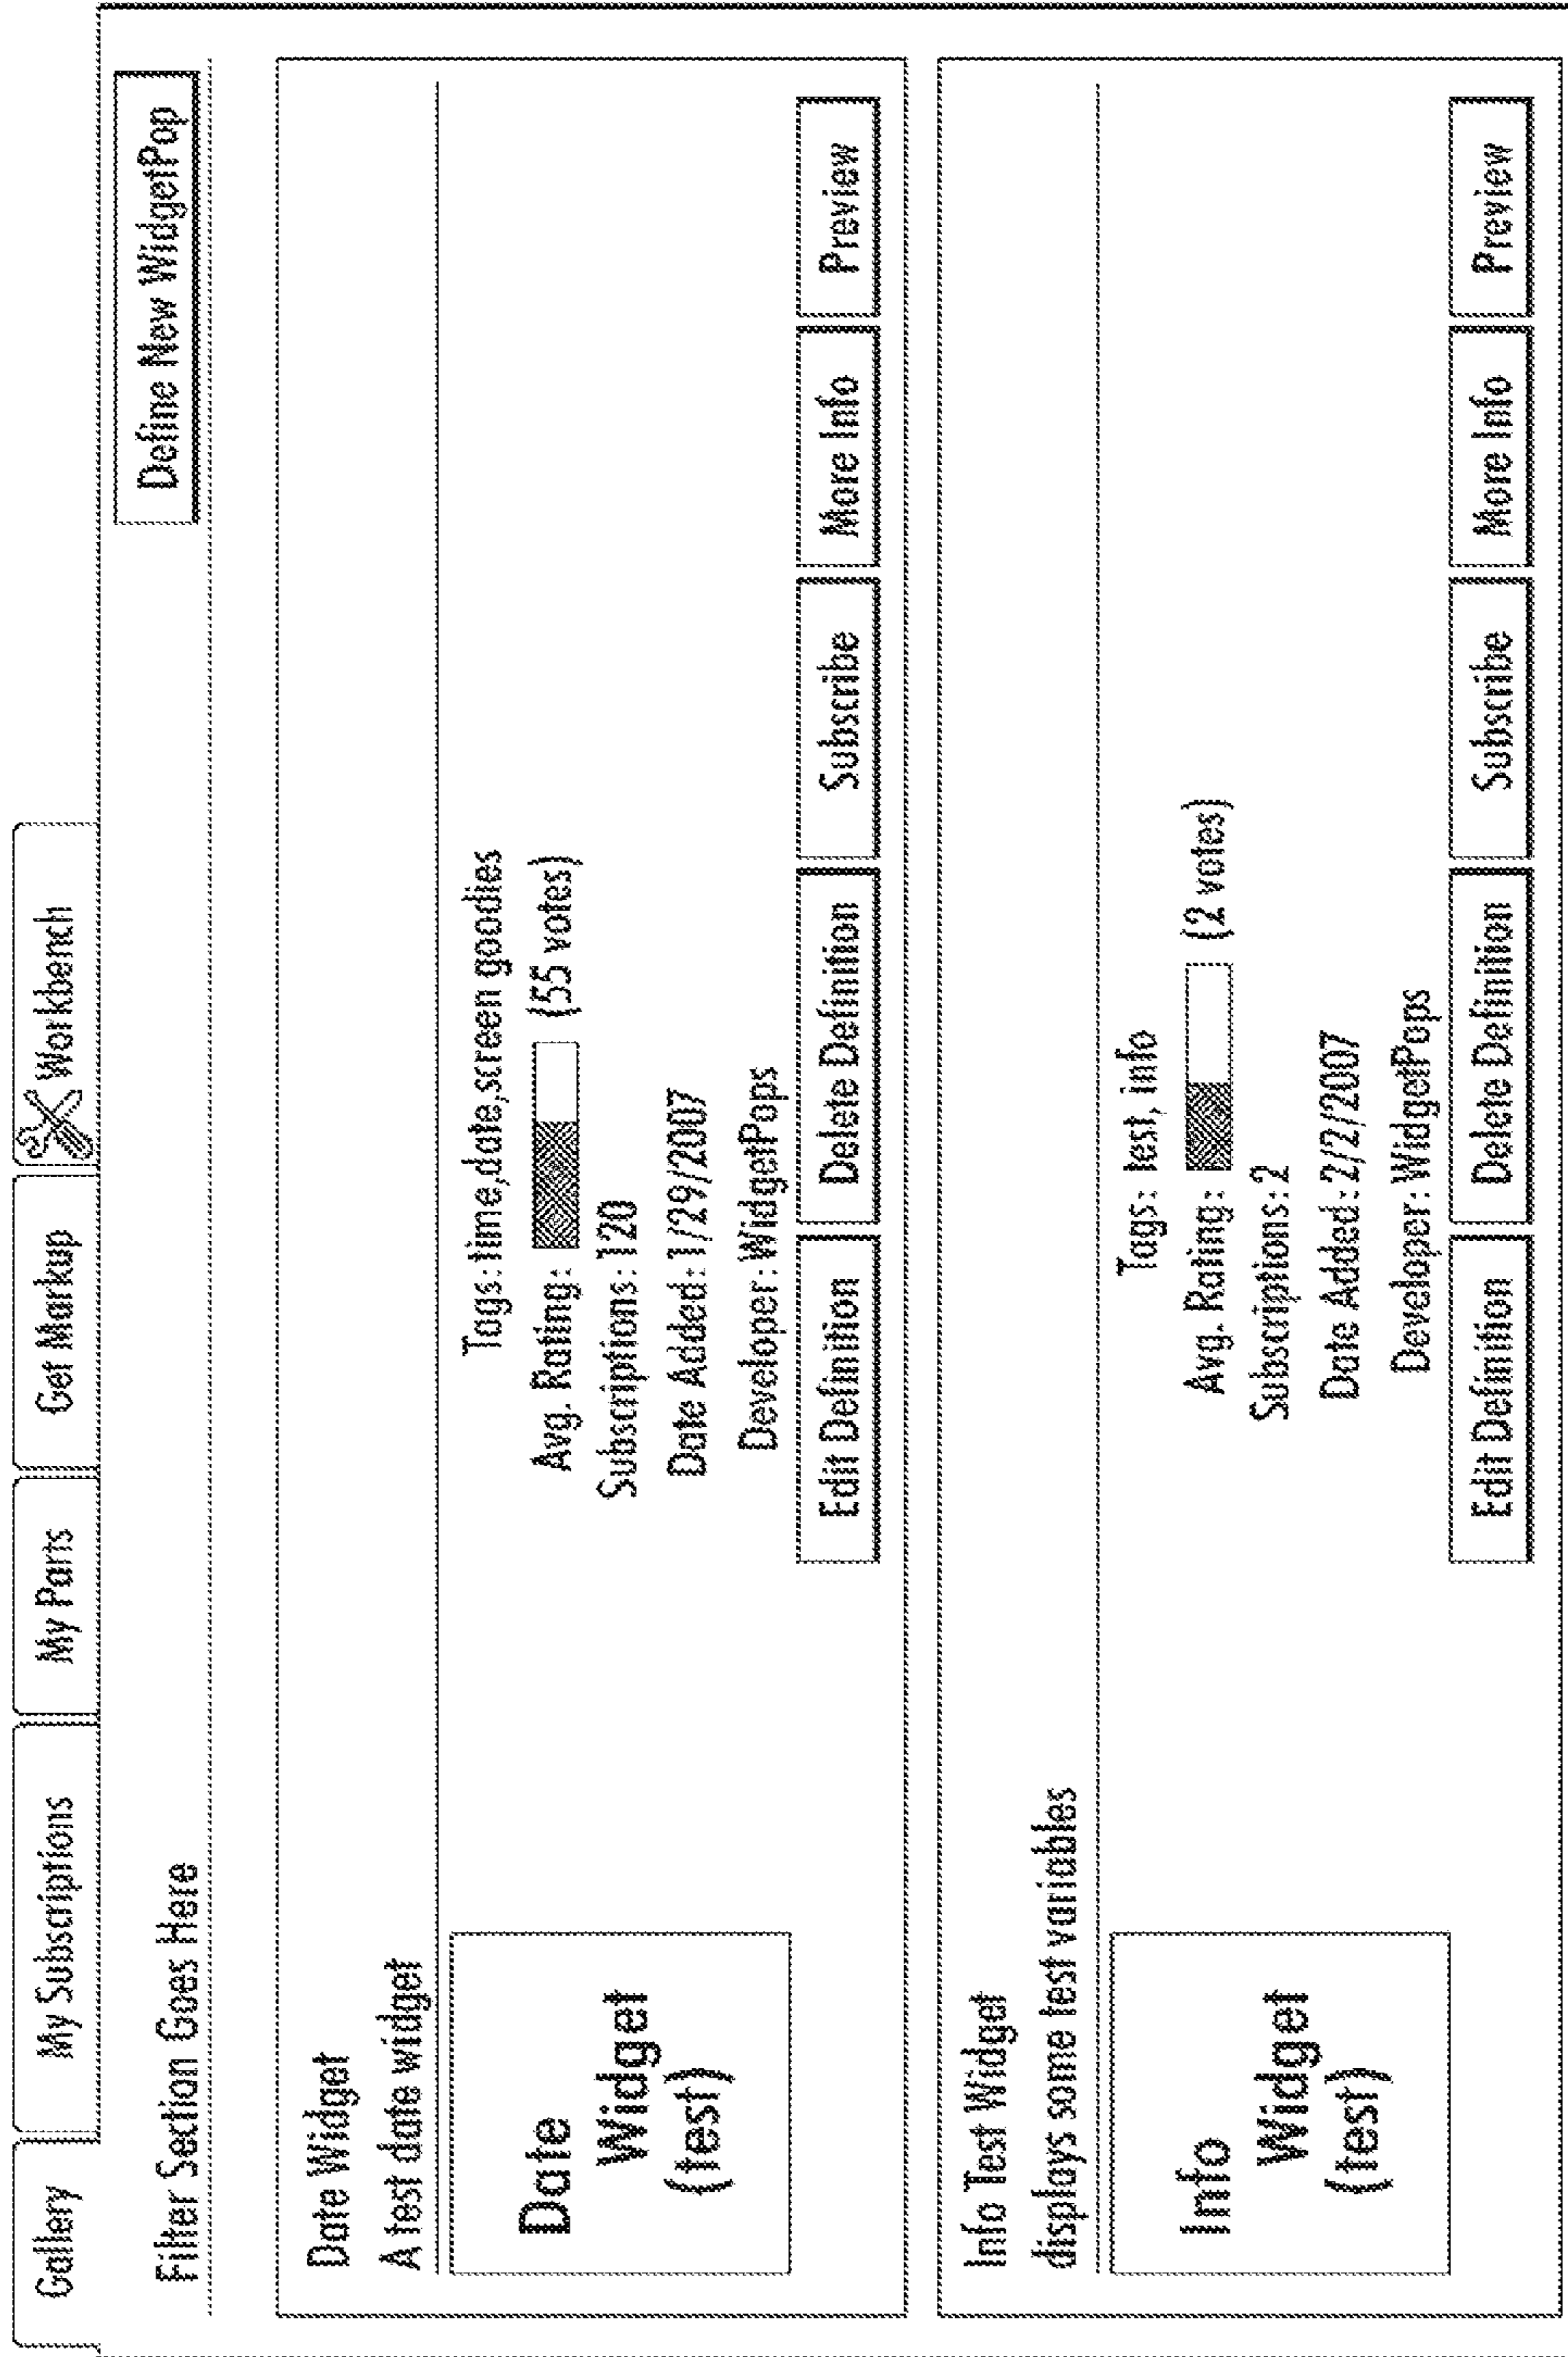 Gallery
My Subscriptions
My Parts
Get Markup
Workbench
Filter Section Goes Here
Define New WidgetPop
Date Widget
A test date widget
Date
Widget
(test)
Tags:time,date,screen goodies
Avg. Rating: (55 votes)
Subscriptions:120
Date Added:1/29/2007
Developer:WidgetPops
Edit Definition
Delete Definition
Subscribe
More Info
Preview
Info Test Widget
displays some test variables
Info
Widget
(test)
Tags: test, info
Avg. Rating: (2 votes)
Subscriptions:2
Date Added:2/2/2007
Developer:WidgetPops
Edit Definition
Delete Definition
Subscribe
More Info
Preview